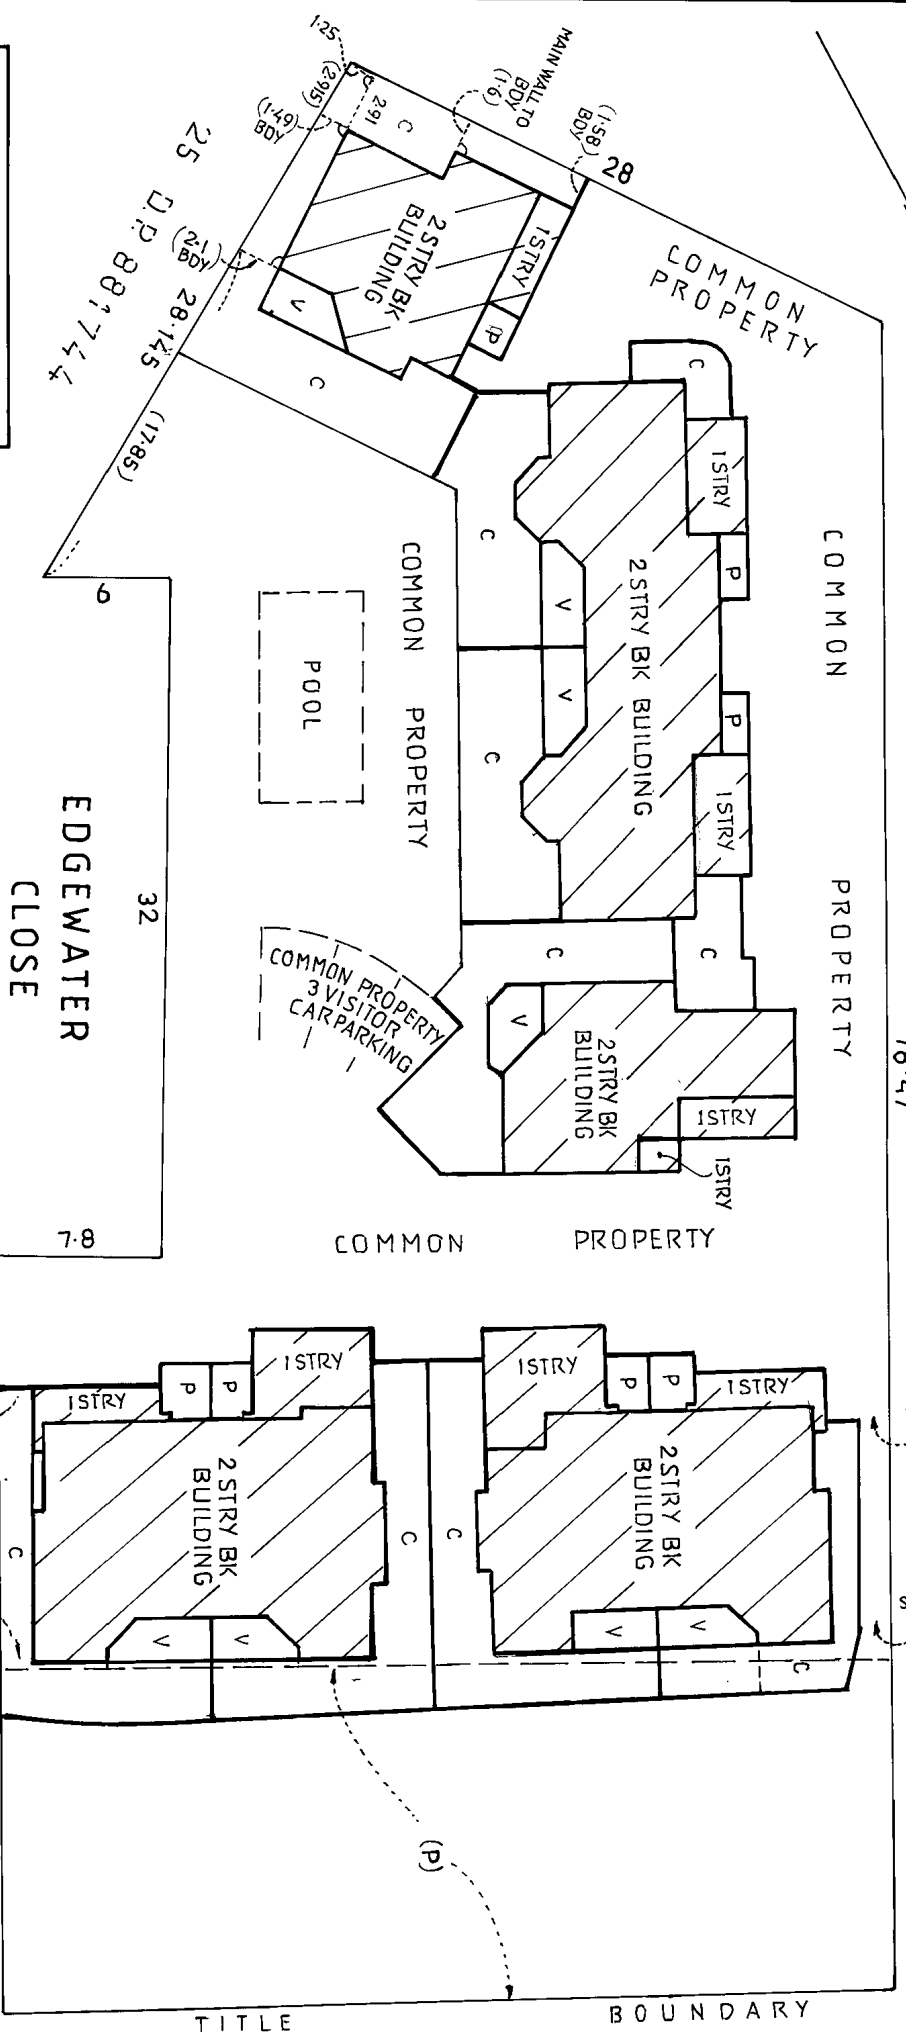 1·25
(2·915)
2·91
(1·49)
BDY
MAIN WALL TO
BDY
(1·6)
(1·58)
BDY
28
C
2 STRY BK
BUILDING
1 STRY
(P)
V
(2·1)
BDY
25 D.P. 881744
28·145
(17·85)
C
COMMON
PROPERTY
C
1 STRY
P
COMMON
PROPERTY
C
2 STRY BK BUILDING
V
V
C
P
1 STRY
COMMON PROPERTY
POOL
6
32
EDGEWATER
CLOSE
7·8
COMMON PROPERTY
3 VISITOR
CARPARKING
C
C
V
2 STRY BK
BUILDING
1 STRY
1 STRY
COMMON PROPERTY
1 STRY
P
P
1 STRY
2 STRY BK
BUILDING
C
V
V
C
C
1 STRY
P
P
1 STRY
2 STRY BK
BUILDING
V
V
C
(P)
TITLE BOUNDARY